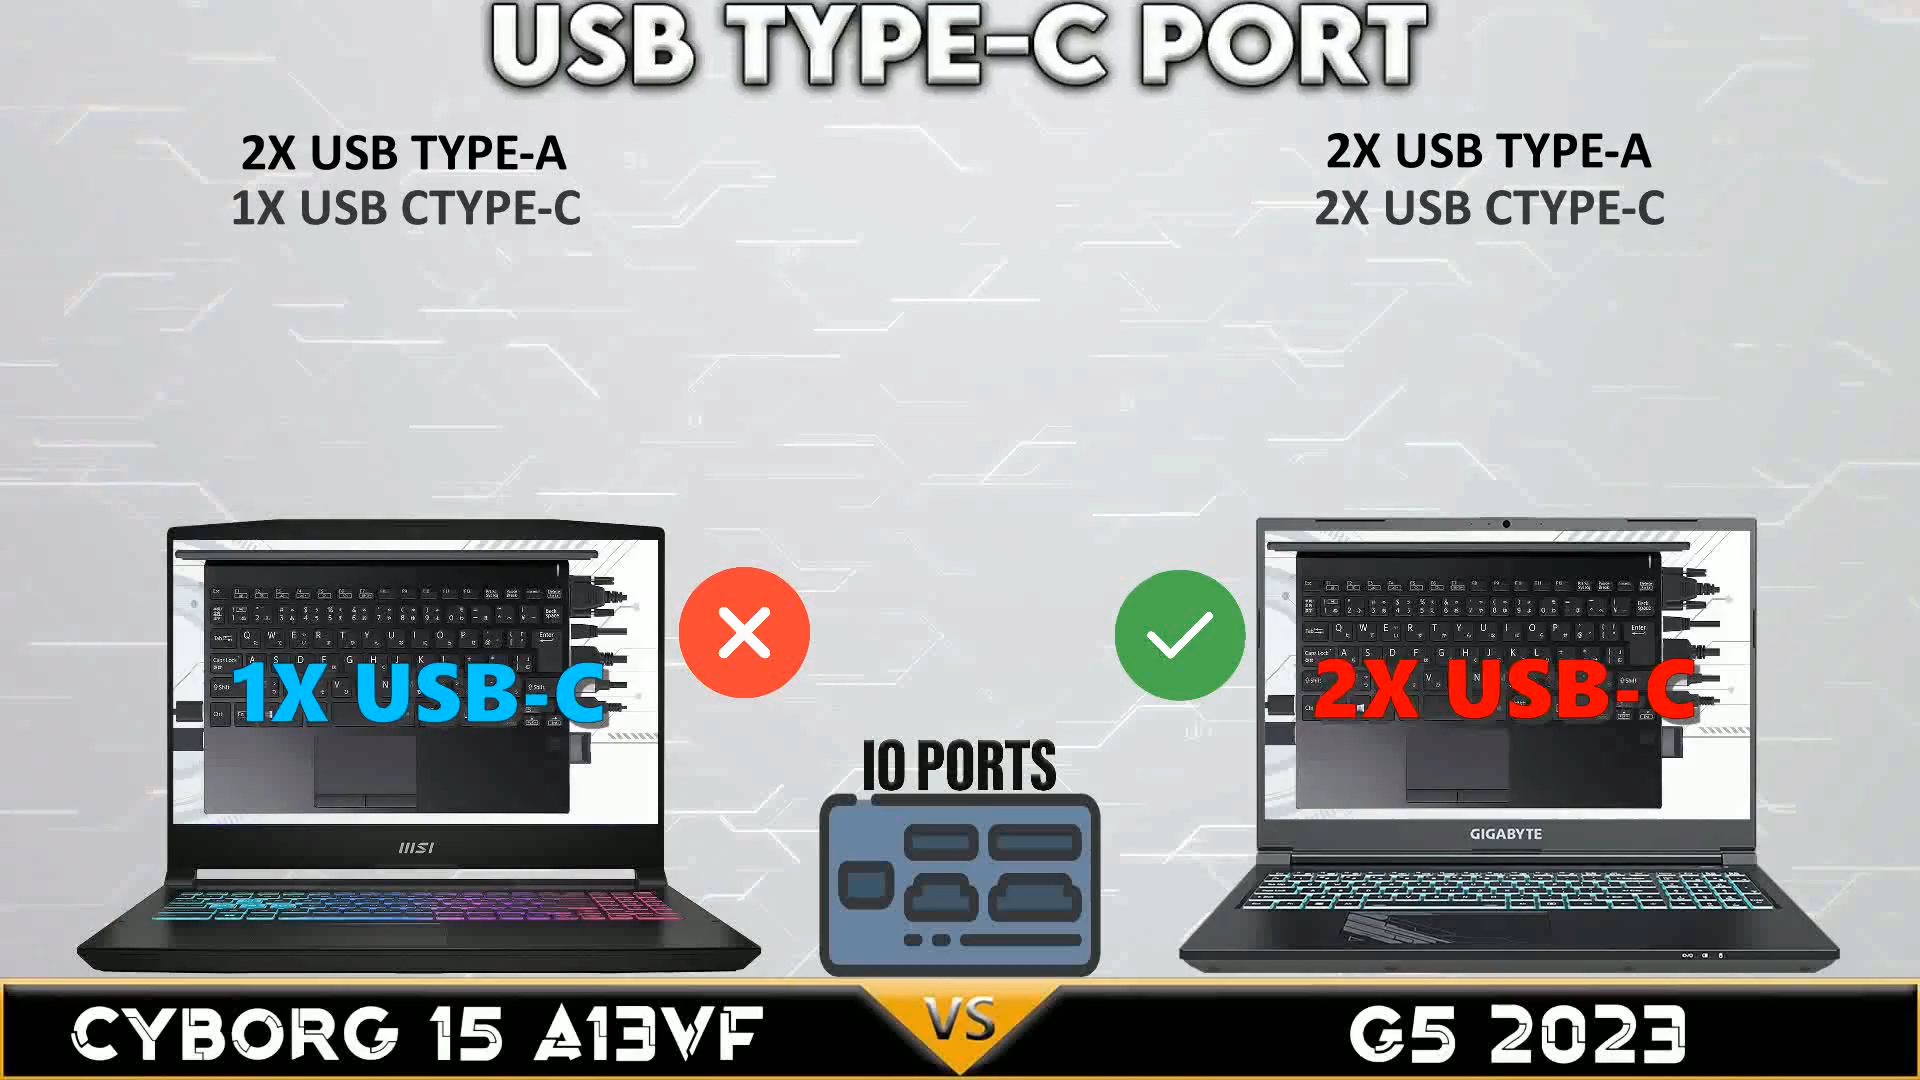 USB TYPE-C PORT
2X USB TYPE-A
1X USB CTYPE-C
2X USB TYPE-A
2X USB CTYPE-C
1X USB-C
2X USB-C
IO PORTS
msi
GIGABYTE
CYBORG 15 A13VF
VS
G5 2023